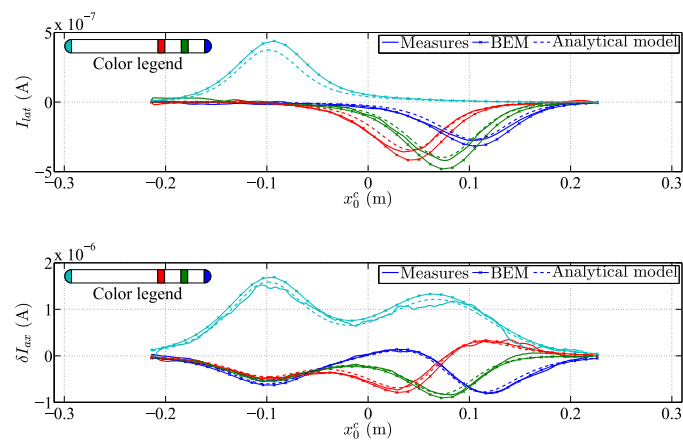 5 x 10⁻⁷
Measures BEM Analytical model
Color legend
I_lat (A)
0
−5
−0.3 −0.2 −0.1 0 0.1 0.2 0.3
x₀ᶜ (m)
2 x 10⁻⁶
Measures BEM Analytical model
Color legend
1
δI_ax (A)
0
−1
−0.3 −0.2 −0.1 0 0.1 0.2 0.3
x₀ᶜ (m)